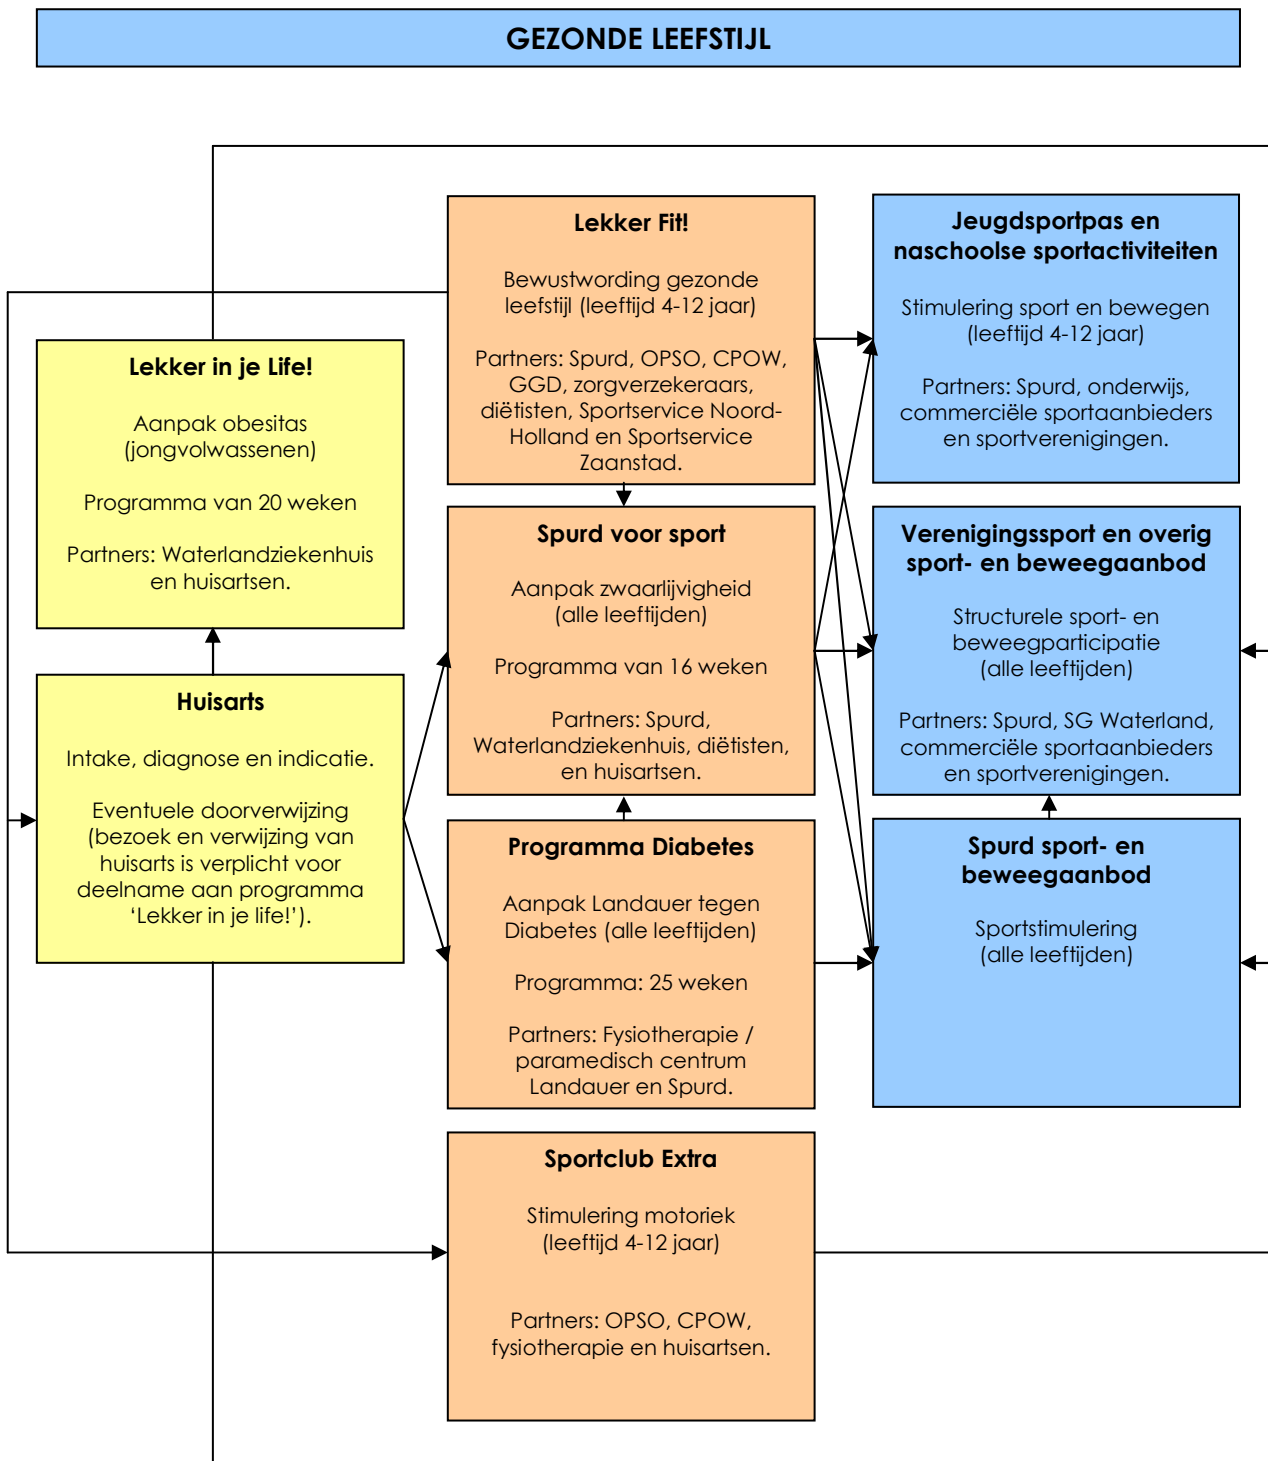 GEZONDE LEEFSTIJL
Lekker Fit!
Bewustwording gezonde
leefstijl (leeftijd 4-12 jaar)
Partners: Spurd, OPSO, CPOW,
GGD, zorgverzekeraars,
diëtisten, Sportservice Noord-
Holland en Sportservice
Zaanstad.
Jeugdsportpas en
naschoolse sportactiviteiten
Stimulering sport en bewegen
(leeftijd 4-12 jaar)
Partners: Spurd, onderwijs,
commerciële sportaanbieders
en sportverenigingen.
Lekker in je Life!
Aanpak obesitas
(jongvolwassenen)
Programma van 20 weken
Partners: Waterlandziekenhuis
en huisartsen.
Spurd voor sport
Aanpak zwaarlijvigheid
(alle leeftijden)
Programma van 16 weken
Partners: Spurd,
Waterlandziekenhuis, diëtisten,
en huisartsen.
Verenigingssport en overig
sport- en beweegaanbod
Structurele sport- en
beweegparticipatie
(alle leeftijden)
Partners: Spurd, SG Waterland,
commerciële sportaanbieders
en sportverenigingen.
Huisarts
Intake, diagnose en indicatie.
Eventuele doorverwijzing
(bezoek en verwijzing van
huisarts is verplicht voor
deelname aan programma
‘Lekker in je life!’).
Programma Diabetes
Aanpak Landauer tegen
Diabetes (alle leeftijden)
Programma: 25 weken
Partners: Fysiotherapie /
paramedisch centrum
Landauer en Spurd.
Spurd sport- en
beweegaanbod
Sportstimulering
(alle leeftijden)
Sportclub Extra
Stimulering motoriek
(leeftijd 4-12 jaar)
Partners: OPSO, CPOW,
fysiotherapie en huisartsen.